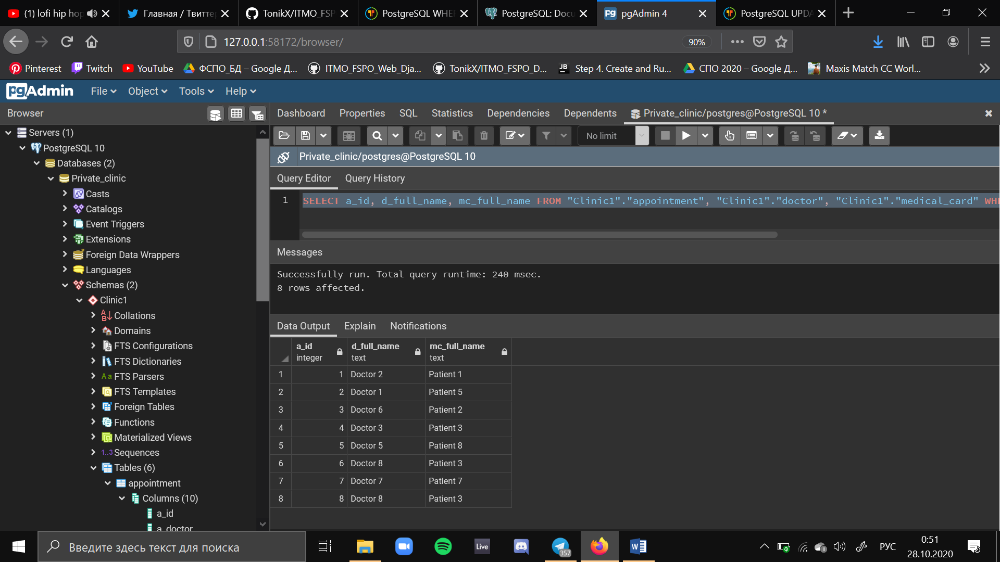 (1) lofi hip hop
Главная / Твиттер
TonikX/ITMO_FSP
PostgreSQL WHE
PostgreSQL: Docu
pgAdmin 4
PostgreSQL UPDA
127.0.0.1:58172/browser/
90%
Pinterest
Twitch
YouTube
ФСПО_БД – Google Д...
ITMO_FSPO_Web_Dja...
TonikX/ITMO_FSPO_D...
Step 4. Create and Ru...
СПО 2020 – Google Д...
Maxis Match CC Worl...
pgAdmin
File
Object
Tools
Help
Browser
Dashboard
Properties
SQL
Statistics
Dependencies
Dependents
Private_clinic/postgres@PostgreSQL 10 *
No limit
Private_clinic/postgres@PostgreSQL 10
Query Editor
Query History
1
SELECT a_id, d_full_name, mc_full_name FROM "Clinic1"."appointment", "Clinic1"."doctor", "Clinic1"."medical_card" WHE
Messages
Successfully run. Total query runtime: 240 msec.
8 rows affected.
Data Output
Explain
Notifications
a_id integer
d_full_name text
mc_full_name text
1 1 Doctor 2 Patient 1
2 2 Doctor 1 Patient 5
3 3 Doctor 6 Patient 2
4 4 Doctor 3 Patient 3
5 5 Doctor 5 Patient 8
6 6 Doctor 8 Patient 3
7 7 Doctor 7 Patient 7
8 8 Doctor 8 Patient 3
Servers (1)
PostgreSQL 10
Databases (2)
Private_clinic
Casts
Catalogs
Event Triggers
Extensions
Foreign Data Wrappers
Languages
Schemas (2)
Clinic1
Collations
Domains
FTS Configurations
FTS Dictionaries
FTS Parsers
FTS Templates
Foreign Tables
Functions
Materialized Views
Sequences
Tables (6)
appointment
Columns (10)
a_id
a_doctor
Введите здесь текст для поиска
Live
357
РУС
0:51
28.10.2020